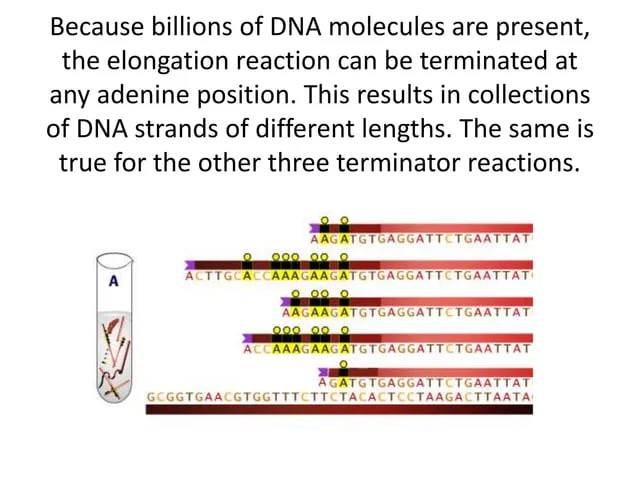 Because billions of DNA molecules are present,
the elongation reaction can be terminated at
any adenine position. This results in collections
of DNA strands of different lengths. The same is
true for the other three terminator reactions.
A
AAGATGTGAGGATTCTGAATTAT
ACTTGCACCAAAGAAGATGTGAGGATTCTGAATTAT
AAGAAGATGTGAGGATTCTGAATTAT
ACCAAAGAAGATGTGAGGATTCTGAATTAT
AGATGTGAGGATTCTGAATTAT
GCGGTGAACGTGGTTTCTTCTACACTCCTAAGACTTAATA